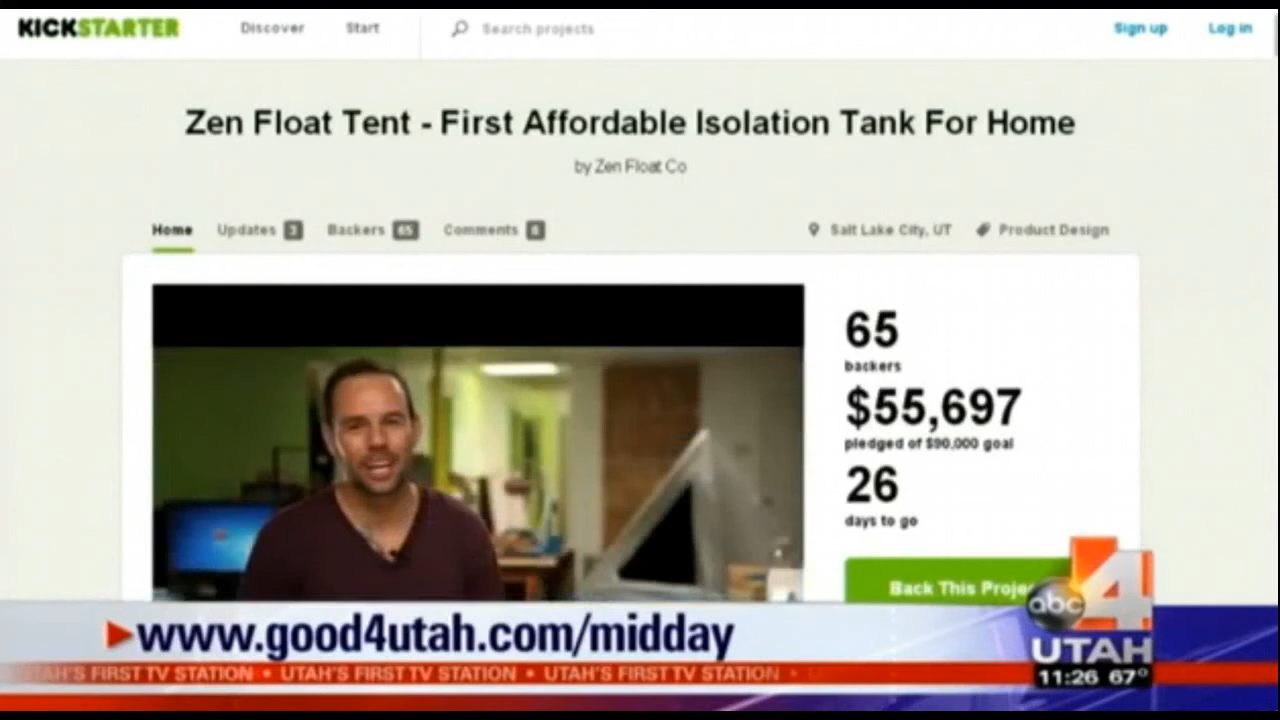 KICKSTARTER Discover Start Search projects Sign up Log in
Zen Float Tent - First Affordable Isolation Tank For Home
by Zen Float Co
Home Updates 3 Backers 65 Comments 6 Salt Lake City, UT Product Design
65
backers
$55,697
pledged of $90,000 goal
26
days to go
Back This Projec
www.good4utah.com/midday
abc 4
UTAH
UTAH'S FIRST TV STATION • UTAH'S FIRST TV STATION • UTAH'S FIRST TV STATION •
11:26 67°